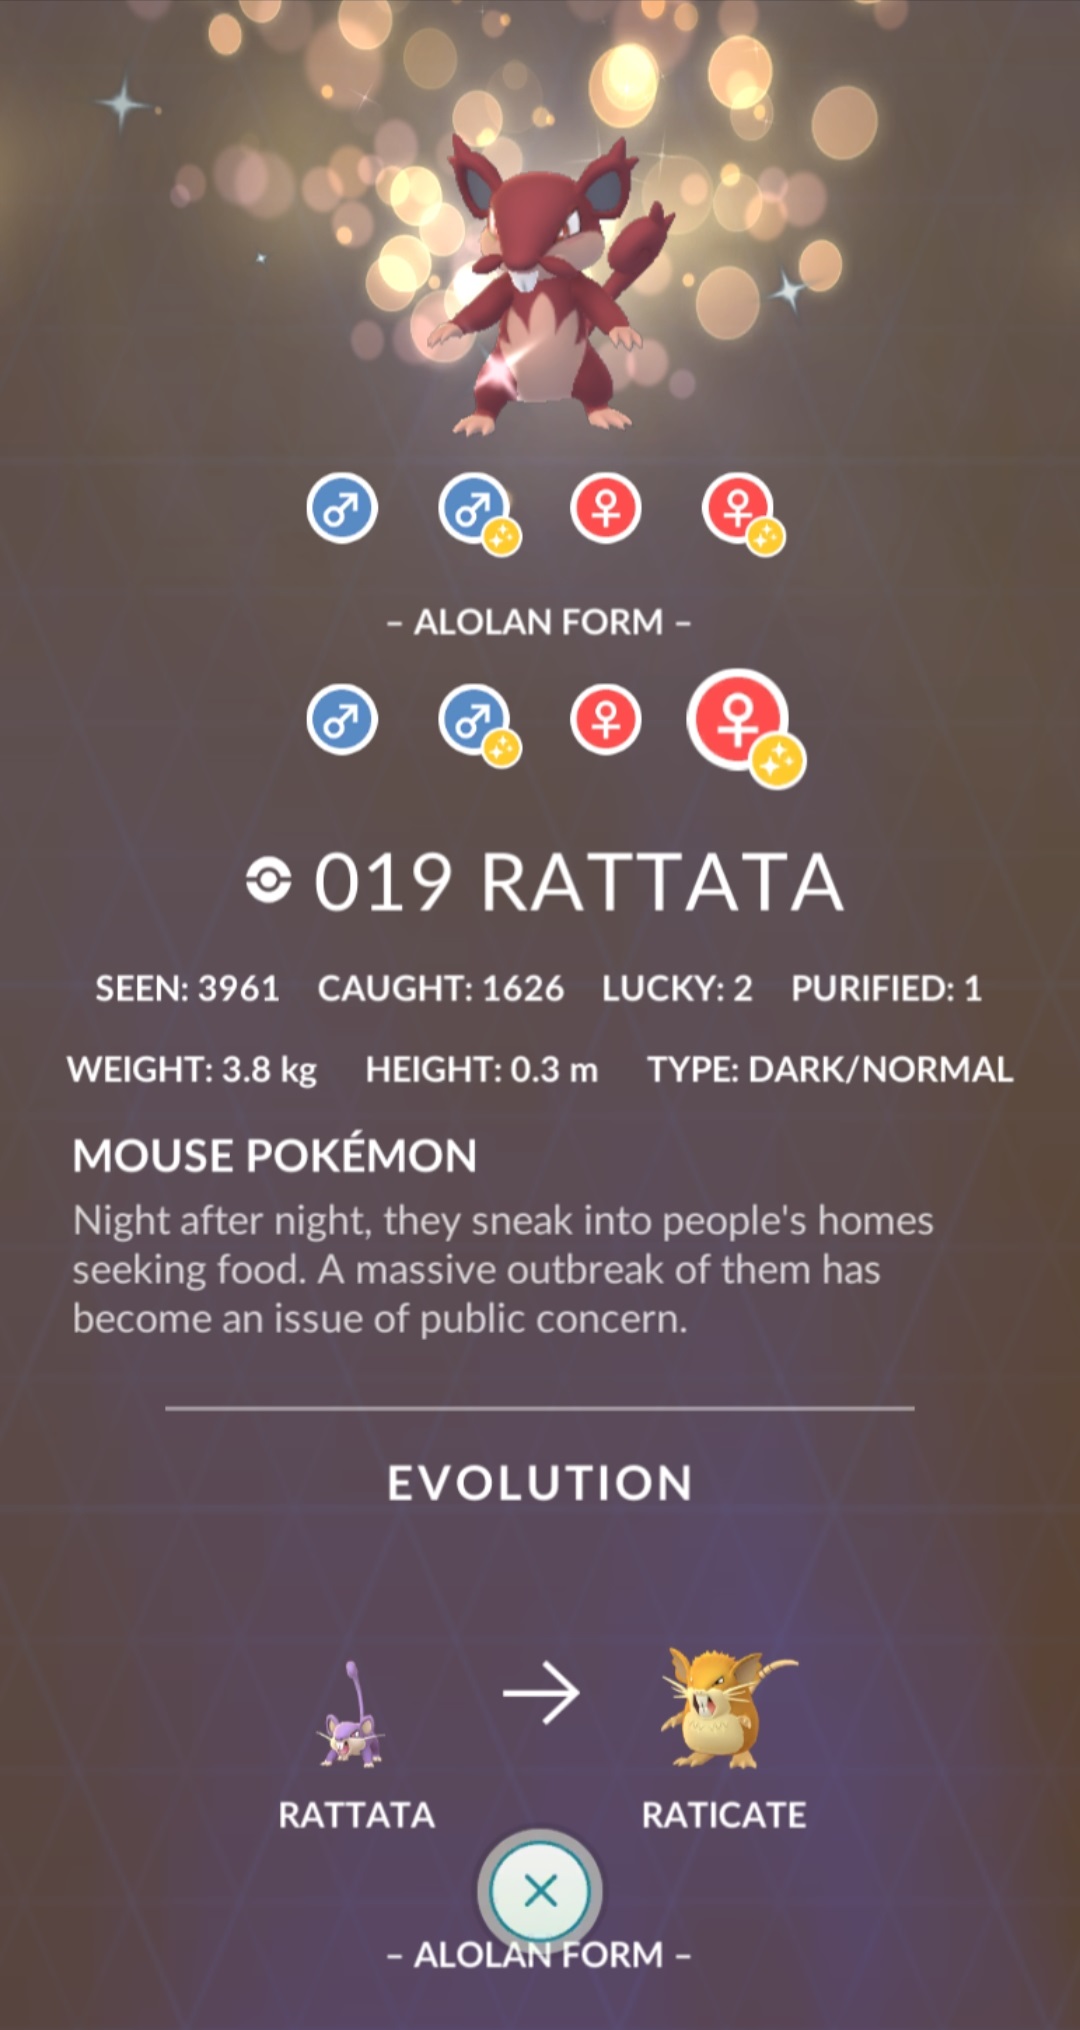 – ALOLAN FORM –
019 RATTATA
SEEN: 3961 CAUGHT: 1626 LUCKY: 2 PURIFIED: 1
WEIGHT: 3.8 kg HEIGHT: 0.3 m TYPE: DARK/NORMAL
MOUSE POKÉMON
Night after night, they sneak into people's homes
seeking food. A massive outbreak of them has
become an issue of public concern.
EVOLUTION
RATTATA RATICATE
– ALOLAN FORM –